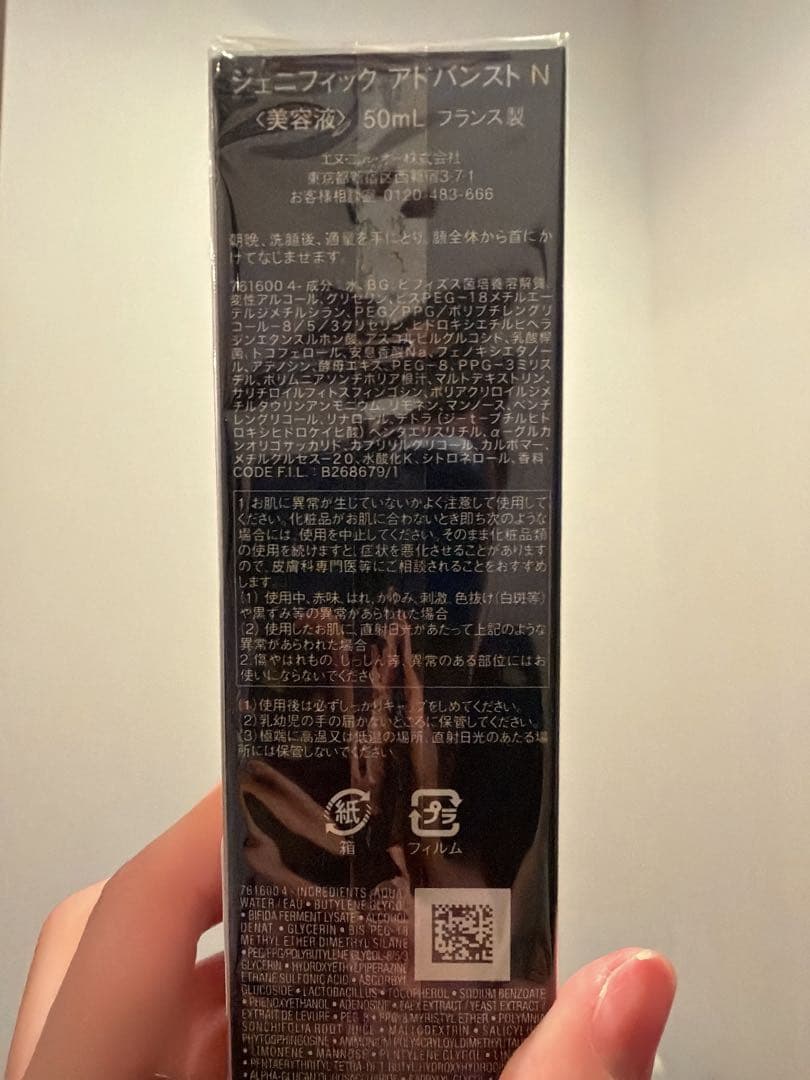 ジェニフィック アドバンスト N
〈美容液〉 50mL フランス製
エヌ・エル・オー株式会社
東京都新宿区西新宿3-7-1
お客様相談室 0120-483-666
朝晩、洗顔後、適量を手にとり、顔全体から首にか
けてなじませます。
761600 4 - 成分：水、BG、ビフィズス菌培養溶解質、
変性アルコール、グリセリン、ビスPEG-18メチルエー
テルジメチルシラン、PEG/PPG/ポリブチレングリ
コール-8/5/3グリセリン、ヒドロキシエチルピペラ
ジンエタンスルホン酸、アスコルビルグルコシド、乳酸桿
菌、トコフェロール、安息香酸Na、フェノキシエタノー
ル、アデノシン、酵母エキス、PEG-8、PPG-3ミリス
チル、ポリムニアソンチホリア根汁、マルトデキストリン、
サリチロイルフィトスフィンゴシン、ポリアクリロイルジメ
チルタウリンアンモニウム、リモネン、マンノース、ペンチ
レングリコール、リナロール、テトラ(ジ-t-ブチルヒド
ロキシヒドロケイヒ酸)ペンタエリスリチル、α-グルカ
ンオリゴサッカリド、カプリリルグリコール、カルボマー、
メチルグルセス-20、水酸化K、シトロネロール、香料
CODE F.I.L. : B268679/1
1.お肌に異常が生じていないかよく注意して使用して
ください。化粧品がお肌に合わないとき即ち次のような
場合には、使用を中止してください。そのまま化粧品類
の使用を続けますと、症状を悪化させることがあります
ので、皮膚科専門医等にご相談されることをおすすめ
します。
(1) 使用中、赤味、はれ、かゆみ、刺激、色抜け(白斑等)
や黒ずみ等の異常があらわれた場合
(2) 使用したお肌に、直射日光があたって上記のような
異常があらわれた場合
2.傷やはれもの、しっしん等、異常のある部位にはお
使いにならないでください。
(1)使用後は必ずしっかりキャップをしめてください。
(2)乳幼児の手の届かないところに保管してください。
(3)極端に高温又は低温の場所、直射日光のあたる場
所には保管しないでください。
紙 プラ
箱 フィルム
761600 4 - INGREDIENTS : AQUA
WATER / EAU • BUTYLENE GLYCOL
• BIFIDA FERMENT LYSATE • ALCOHOL
DENAT • GLYCERIN • BIS-PEG-18
METHYL ETHER DIMETHYL SILANE
• PEG/PPG/POLYBUTYLENE GLYCOL-8/5/3
GLYCERIN • HYDROXYETHYLPIPERAZINE
ETHANE SULFONIC ACID • ASCORBYL
GLUCOSIDE • LACTOBACILLUS • TOCOPHEROL • SODIUM BENZOATE
• PHENOXYETHANOL • ADENOSINE • FAEX EXTRACT / YEAST EXTRACT /
EXTRAIT DE LEVURE • PEG-8 • PPG-3 MYRISTYL ETHER • POLYMNIA
SONCHIFOLIA ROOT JUICE • MALTODEXTRIN • SALICYLOYL
PHYTOSPHINGOSINE • AMMONIUM POLYACRYLOYLDIMETHYL
• LIMONENE • MANNOSE • PENTYLENE GLYCOL
• PENTAERYTHRITYL TETRA-DI-T-BUTYL
• ALPHA-GLUCAN OLIGOSACCHARIDE • CAPRYLYL GLYCOL